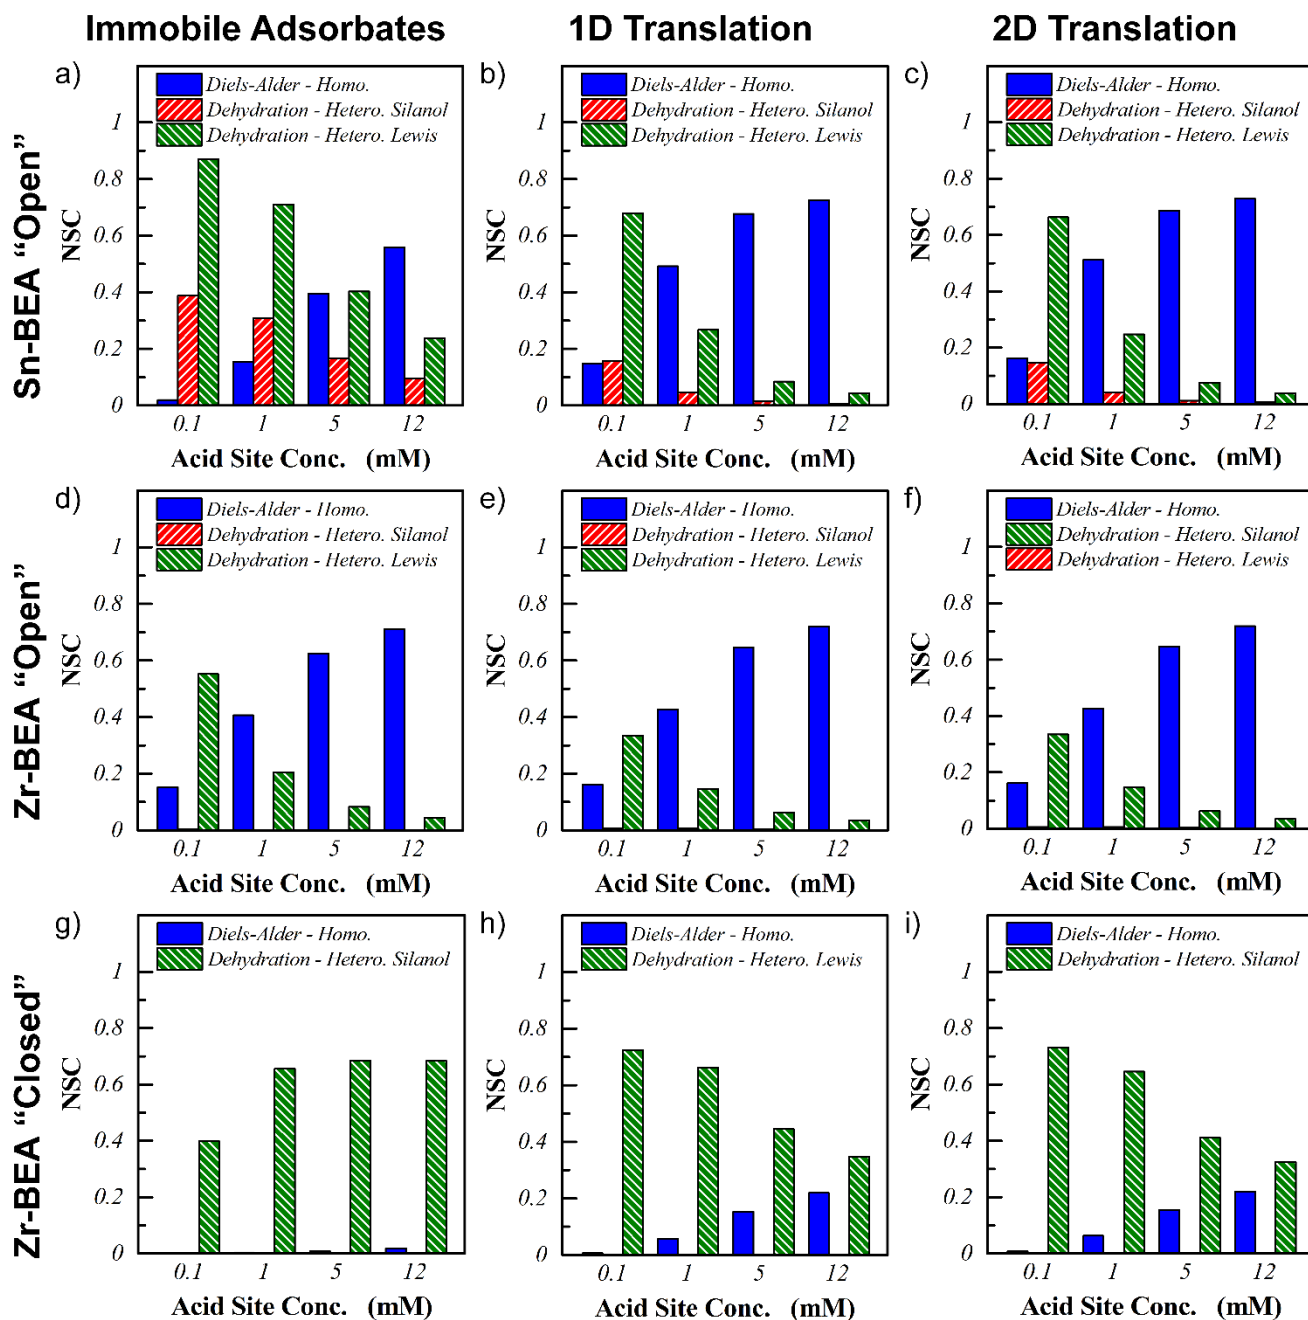 Immobile Adsorbates
1D Translation
2D Translation
Sn-BEA “Open”
a)
Diels-Alder - Homo.
Dehydration - Hetero. Silanol
Dehydration - Hetero. Lewis
NSC
1
0.8
0.6
0.4
0.2
0
0.1 1 5 12
Acid Site Conc. (mM)
b)
Diels-Alder - Homo.
Dehydration - Hetero. Silanol
Dehydration - Hetero. Lewis
NSC
1
0.8
0.6
0.4
0.2
0
0.1 1 5 12
Acid Site Conc. (mM)
c)
Diels-Alder - Homo.
Dehydration - Hetero. Silanol
Dehydration - Hetero. Lewis
NSC
1
0.8
0.6
0.4
0.2
0
0.1 1 5 12
Acid Site Conc. (mM)
Zr-BEA “Open”
d)
Diels-Alder - Homo.
Dehydration - Hetero. Silanol
Dehydration - Hetero. Lewis
NSC
1
0.8
0.6
0.4
0.2
0
0.1 1 5 12
Acid Site Conc. (mM)
e)
Diels-Alder - Homo.
Dehydration - Hetero. Silanol
Dehydration - Hetero. Lewis
NSC
1
0.8
0.6
0.4
0.2
0
0.1 1 5 12
Acid Site Conc. (mM)
f)
Diels-Alder - Homo.
Dehydration - Hetero. Silanol
Dehydration - Hetero. Lewis
NSC
1
0.8
0.6
0.4
0.2
0
0.1 1 5 12
Acid Site Conc. (mM)
Zr-BEA “Closed”
g)
Diels-Alder - Homo.
Dehydration - Hetero. Silanol
NSC
1
0.8
0.6
0.4
0.2
0
0.1 1 5 12
Acid Site Conc. (mM)
h)
Diels-Alder - Homo.
Dehydration - Hetero. Lewis
NSC
1
0.8
0.6
0.4
0.2
0
0.1 1 5 12
Acid Site Conc. (mM)
i)
Diels-Alder - Homo.
Dehydration - Hetero. Silanol
NSC
1
0.8
0.6
0.4
0.2
0
0.1 1 5 12
Acid Site Conc. (mM)